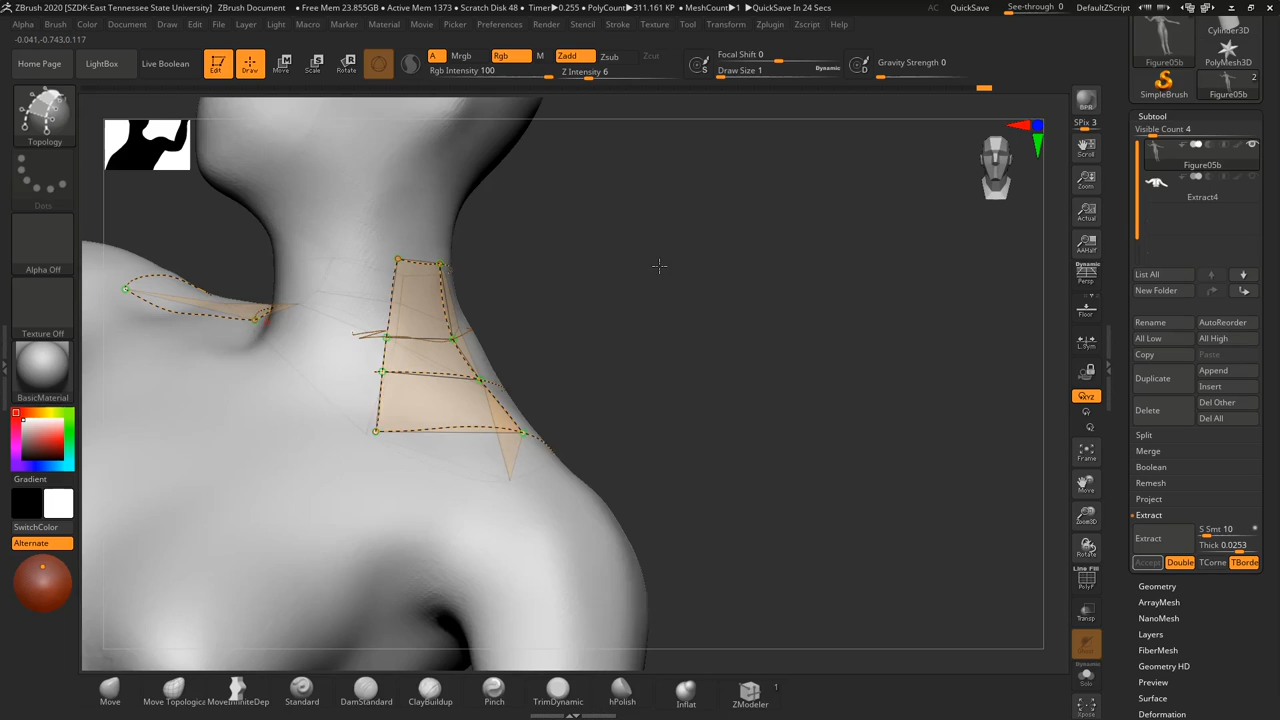 ZBrush 2020 [SZDK-East Tennessee State University] ZBrush Document • Free Mem 23.855GB • Active Mem 1373 • Scratch Disk 48 • Timer▶0.255 • PolyCount▶311.161 KP • MeshCount▶1 • QuickSave In 24 Secs AC QuickSave See-through 0 Menus DefaultZScript
Alpha Brush Color Document Draw Edit File Layer Light Macro Marker Material Movie Picker Preferences Render Stencil Stroke Texture Tool Transform Zplugin Zscript Help
-0.041,-0.743,0.117
Home Page LightBox Live Boolean Edit Draw Move Scale Rotate
A Mrgb Rgb M Zadd Zsub Zcut
Rgb Intensity 100 Z Intensity 6
S Focal Shift 0
Draw Size 1 Dynamic
D Gravity Strength 0
Topology
Dots
Alpha Off
Texture Off
BasicMaterial
Gradient
SwitchColor
Alternate
BPR
SPix 3
Scroll
Zoom
Actual
AAHalf
Dynamic
Persp
Floor
L.Sym
XYZ
Frame
Move
Zoom3D
Rotate
Line Fill
PolyF
Transp
Ghost
Dynamic
Solo
Xpose
Cylinder3D
Figure05b PolyMesh3D
2
SimpleBrush Figure05b
Subtool
Visible Count 4
Figure05b
Extract4
List All
New Folder
Rename AutoReorder
All Low All High
Copy Paste
Duplicate Append
Insert
Delete Del Other
Del All
Split
Merge
Boolean
Remesh
Project
Extract
Extract S Smt 10
Thick 0.0253
Accept Double TCorne TBorde
Geometry
ArrayMesh
NanoMesh
Layers
FiberMesh
Geometry HD
Preview
Surface
Deformation
Move Move Topologica MoveInfiniteDep Standard DamStandard ClayBuildup Pinch TrimDynamic hPolish Inflat ZModeler
1